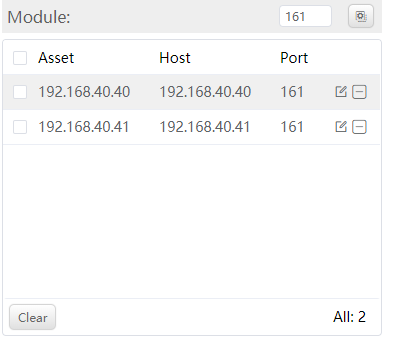 Module: 161
Asset Host Port
192.168.40.40 192.168.40.40 161
192.168.40.41 192.168.40.41 161
Clear All: 2